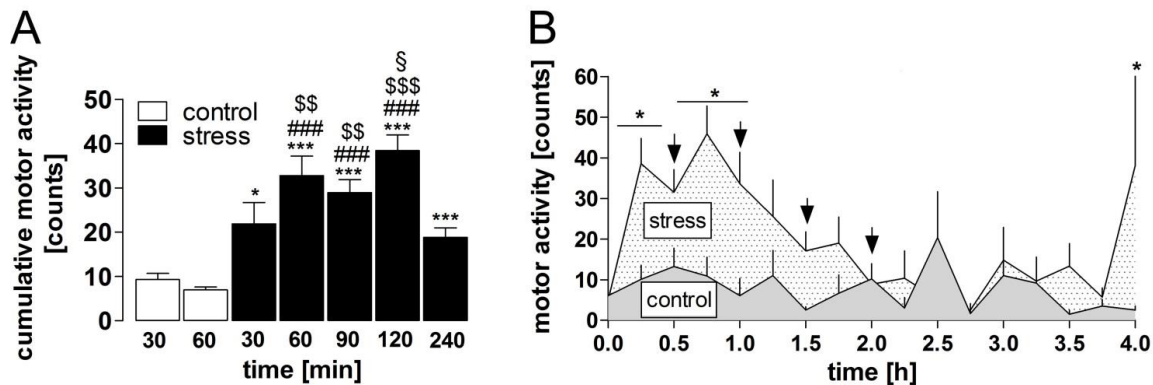 A
cumulative motor activity
[counts]
50
40
30
20
10
0
control
stress
*
$$
###
***
$$
###
***
§
$$$
###
***
***
30 60 30 60 90 120 240
time [min]
B
motor activity [counts]
60
50
40
30
20
10
0
*
*
*
stress
control
0.0 0.5 1.0 1.5 2.0 2.5 3.0 3.5 4.0
time [h]